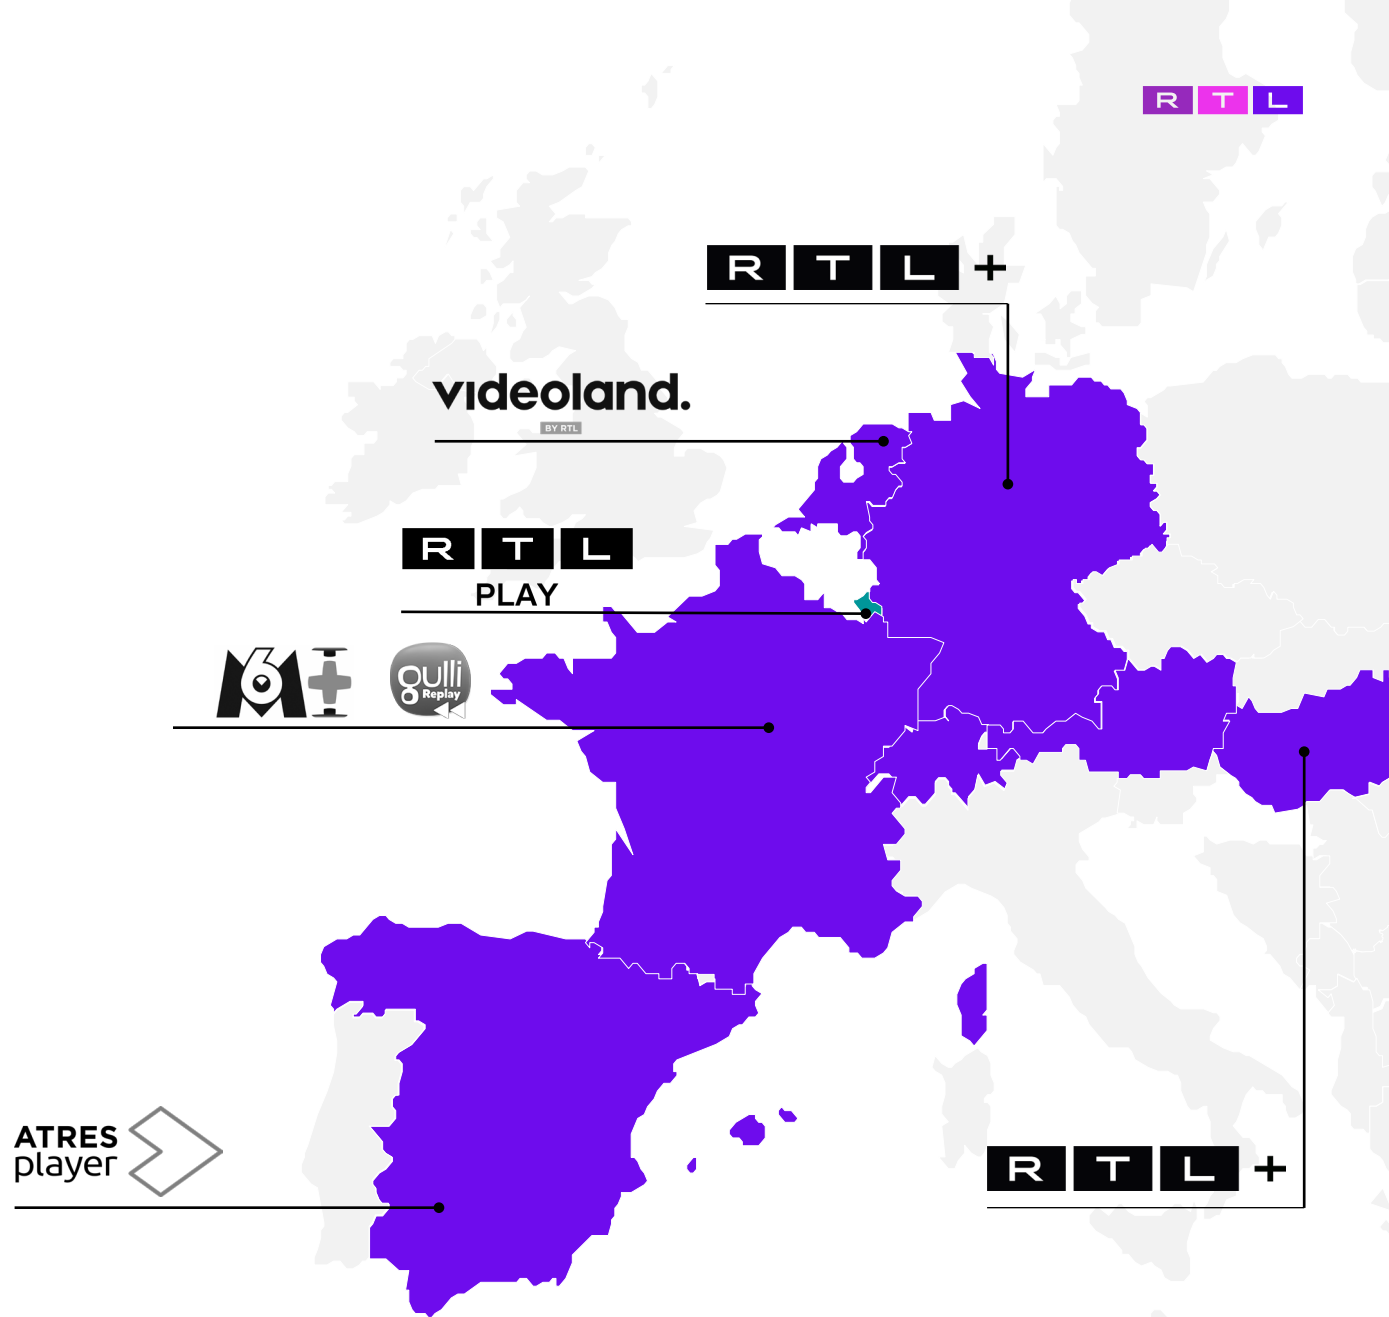 RTL
RTL+
videoland.
BY RTL
RTL
PLAY
M6+
gulli
Replay
ATRES
player
RTL+